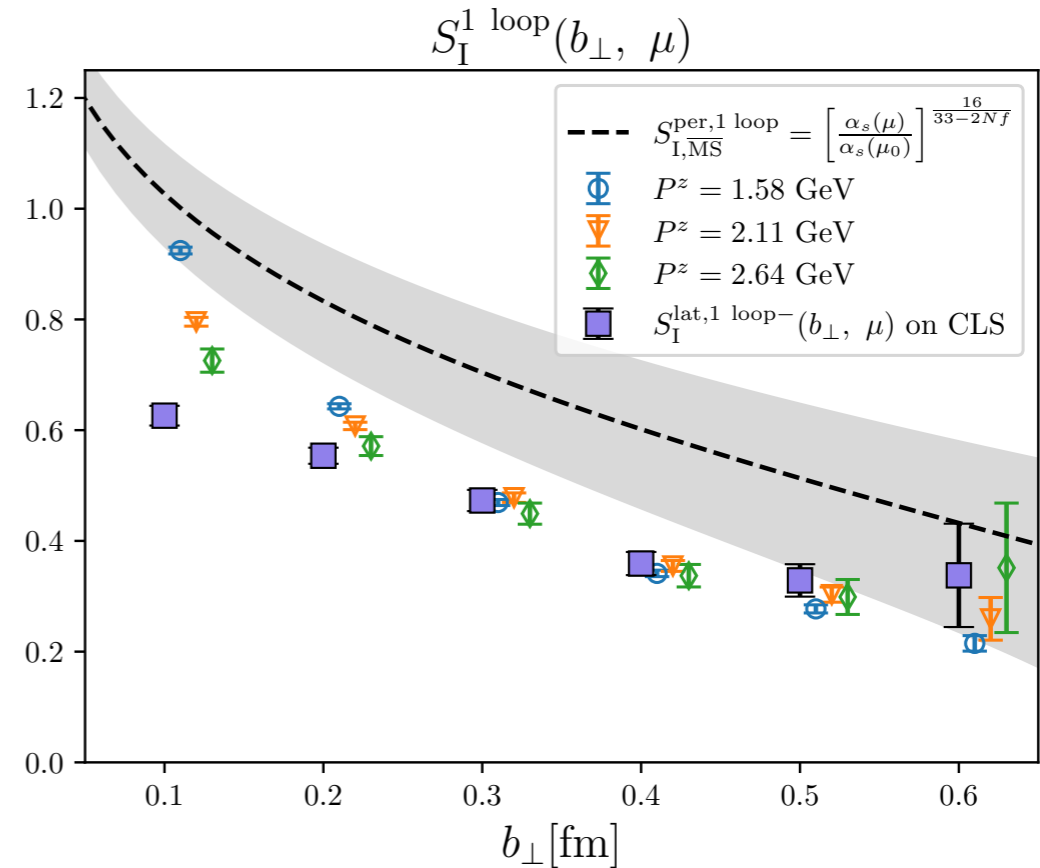 S_I^{1 loop}(b_⊥, μ)
S_{I,\overline{MS}}^{per,1 loop} = [α_s(μ)/α_s(μ_0)]^{16/(33−2Nf)}
P^z = 1.58 GeV
P^z = 2.11 GeV
P^z = 2.64 GeV
S_I^{lat,1 loop−}(b_⊥, μ) on CLS
1.2
1.0
0.8
0.6
0.4
0.2
0.0
0.1 0.2 0.3 0.4 0.5 0.6
b_⊥[fm]